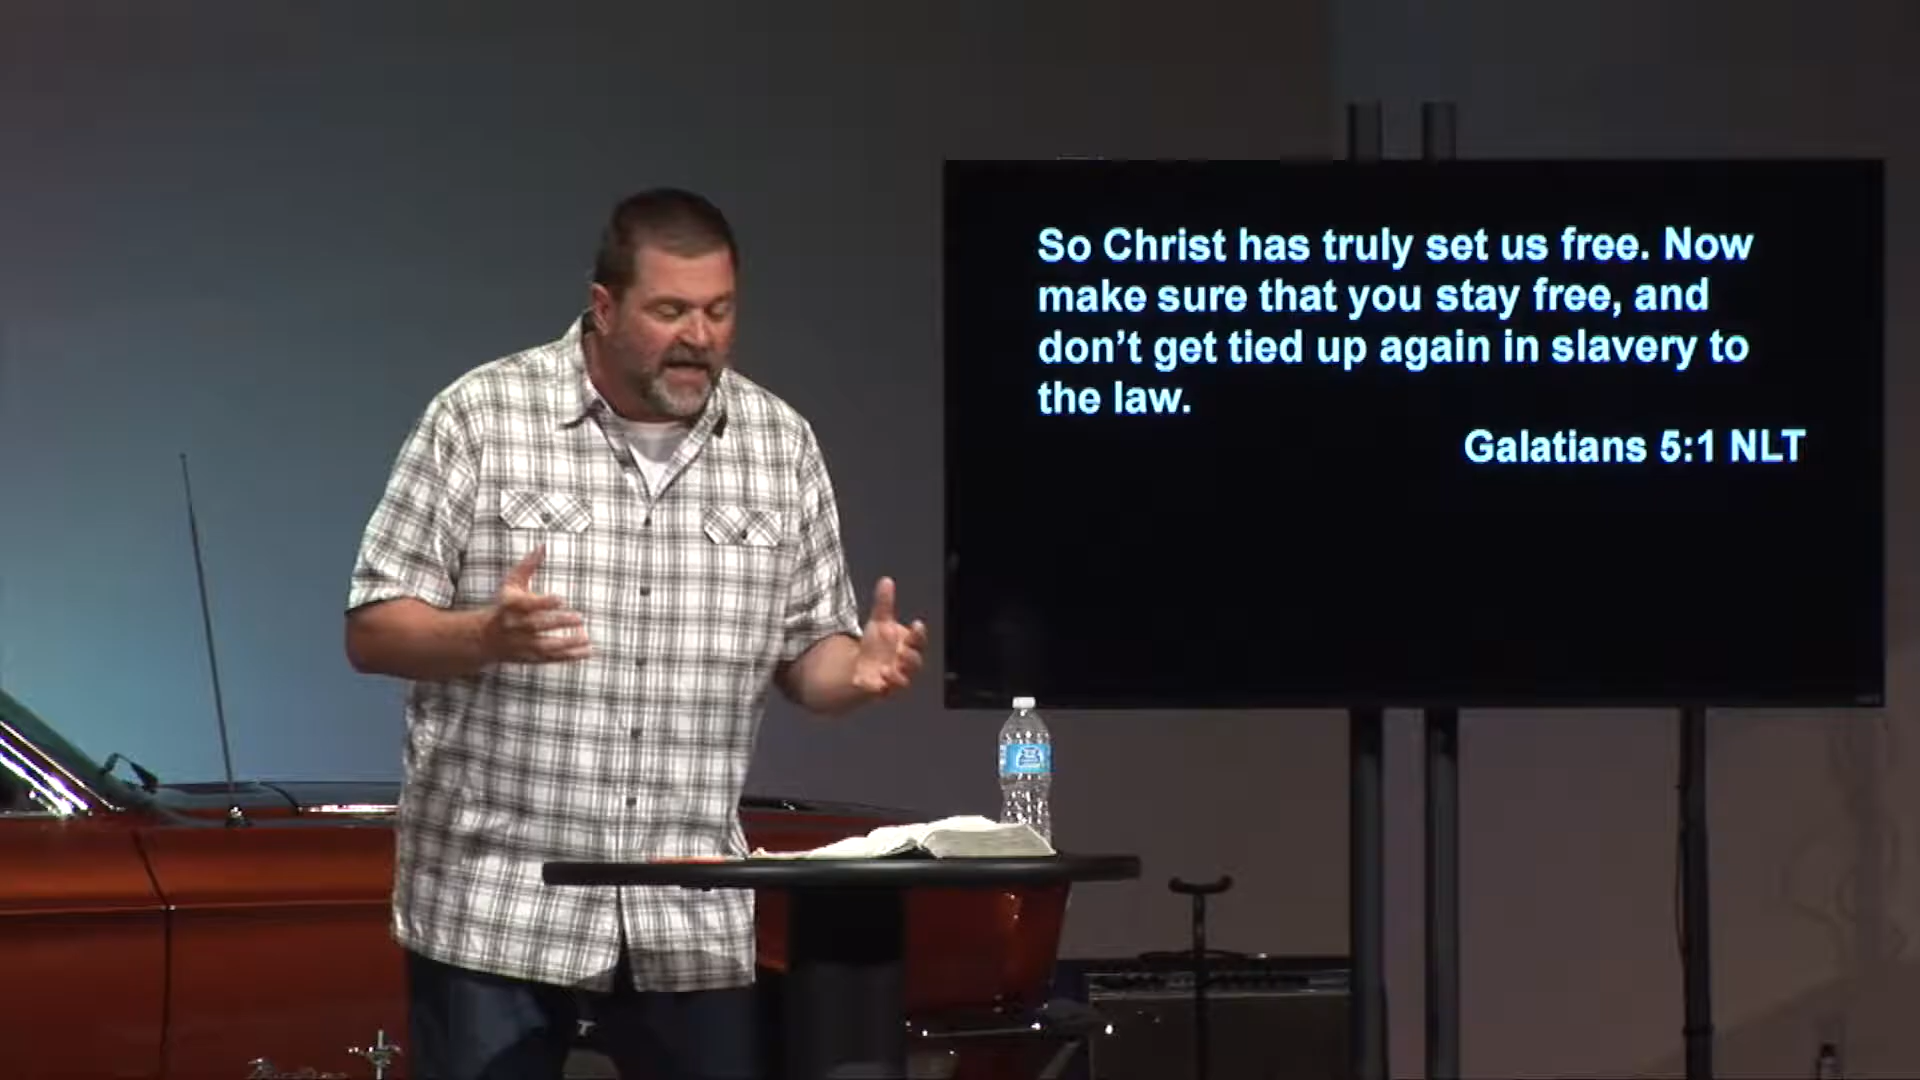 So Christ has truly set us free. Now
make sure that you stay free, and
don’t get tied up again in slavery to
the law.
Galatians 5:1 NLT